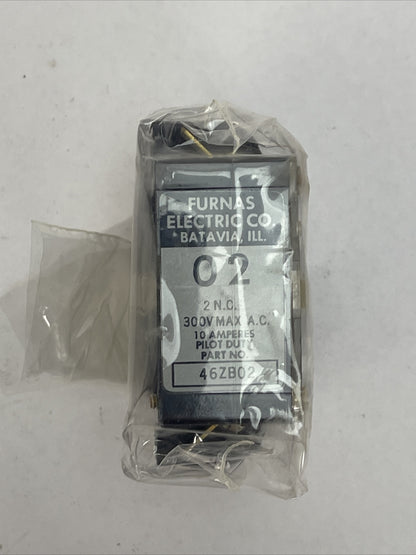 FURNAS
ELECTRIC CO.
BATAVIA, ILL.
02
2 N.C.
300V MAX A.C.
10 AMPERES
PILOT DUTY
PART NO.
46ZB02